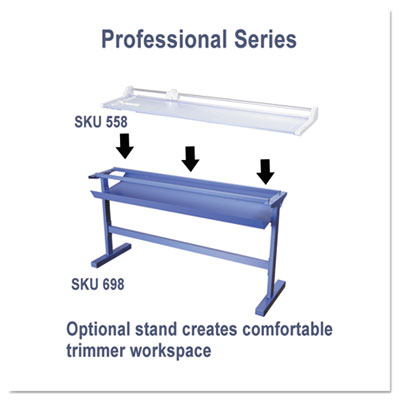 Professional Series
SKU 558
SKU 698
Optional stand creates comfortable
trimmer workspace